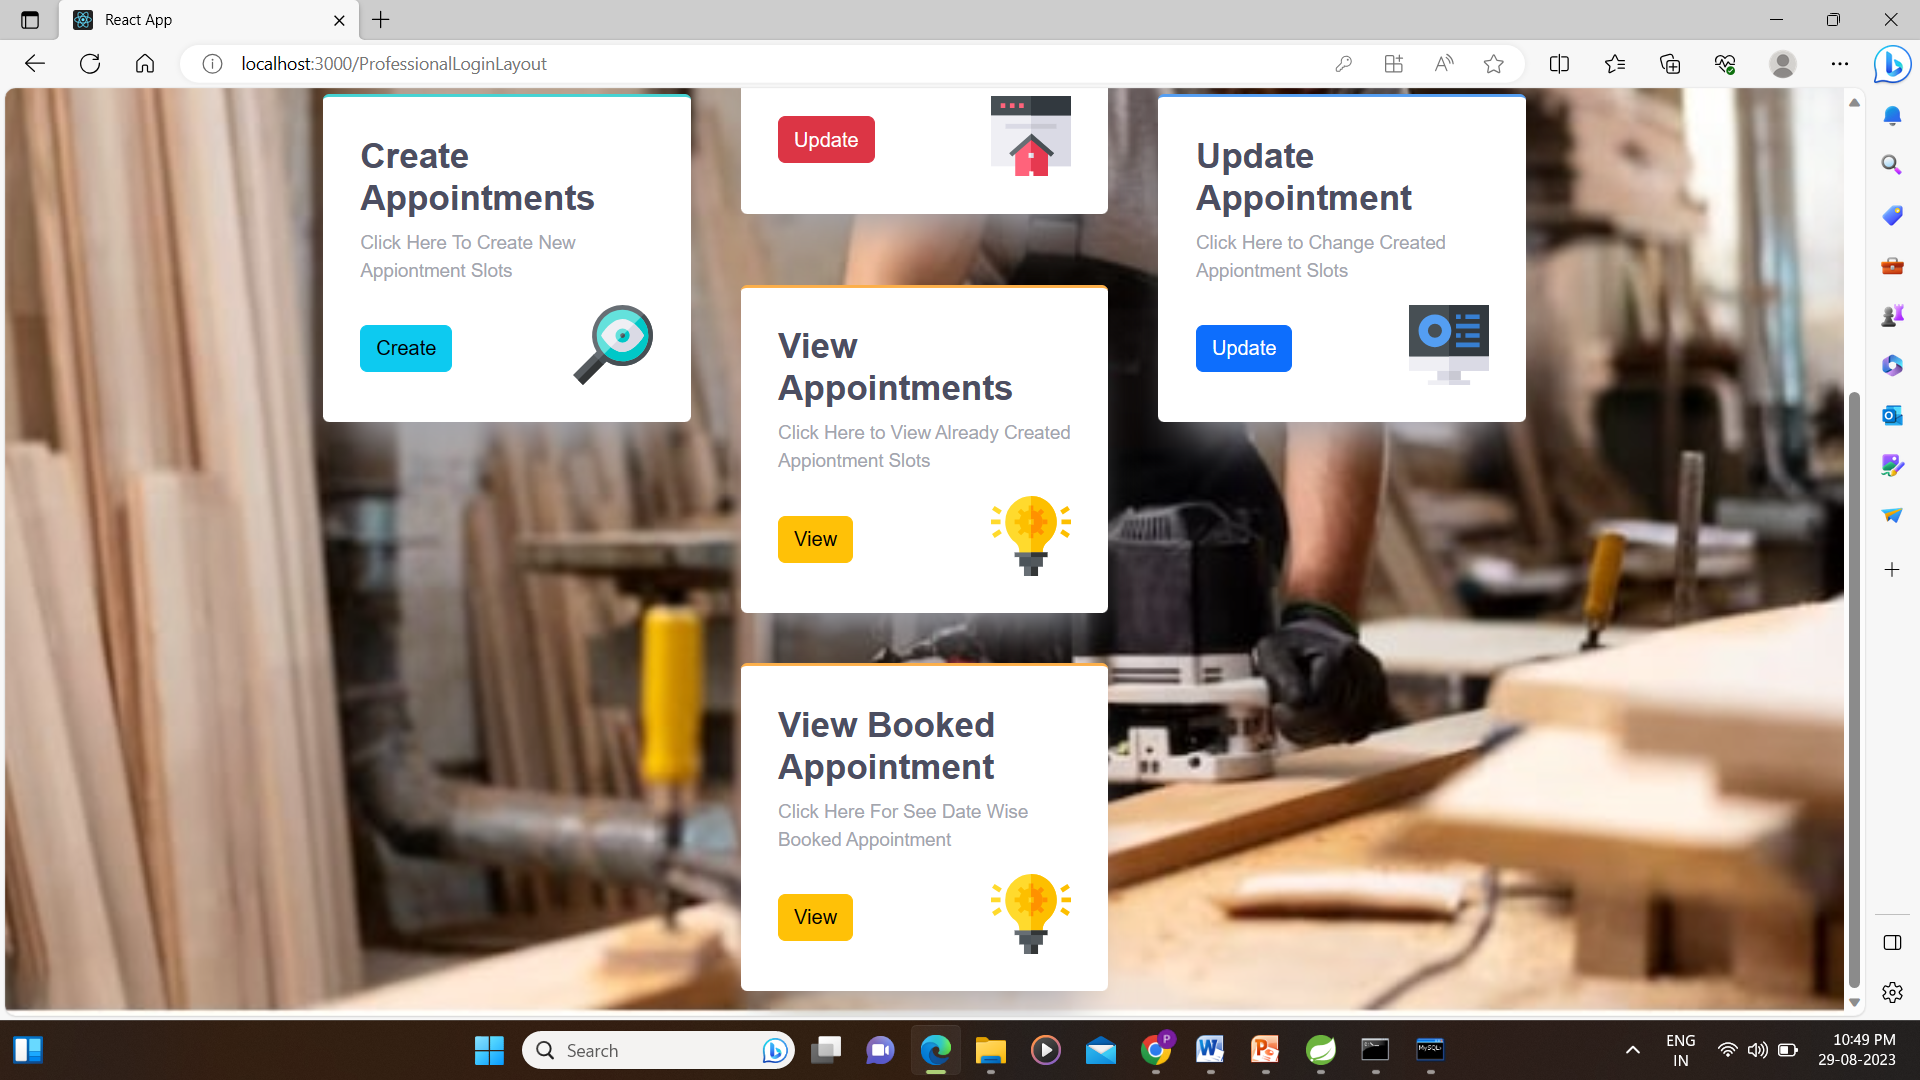 React App
localhost:3000/ProfessionalLoginLayout
Create
Appointments
Click Here To Create New
Appiontment Slots
Create
Update
View
Appointments
Click Here to View Already Created
Appiontment Slots
View
View Booked
Appointment
Click Here For See Date Wise
Booked Appointment
View
Update
Appointment
Click Here to Change Created
Appiontment Slots
Update
Search
P
MySQL
ENG
IN
10:49 PM
29-08-2023